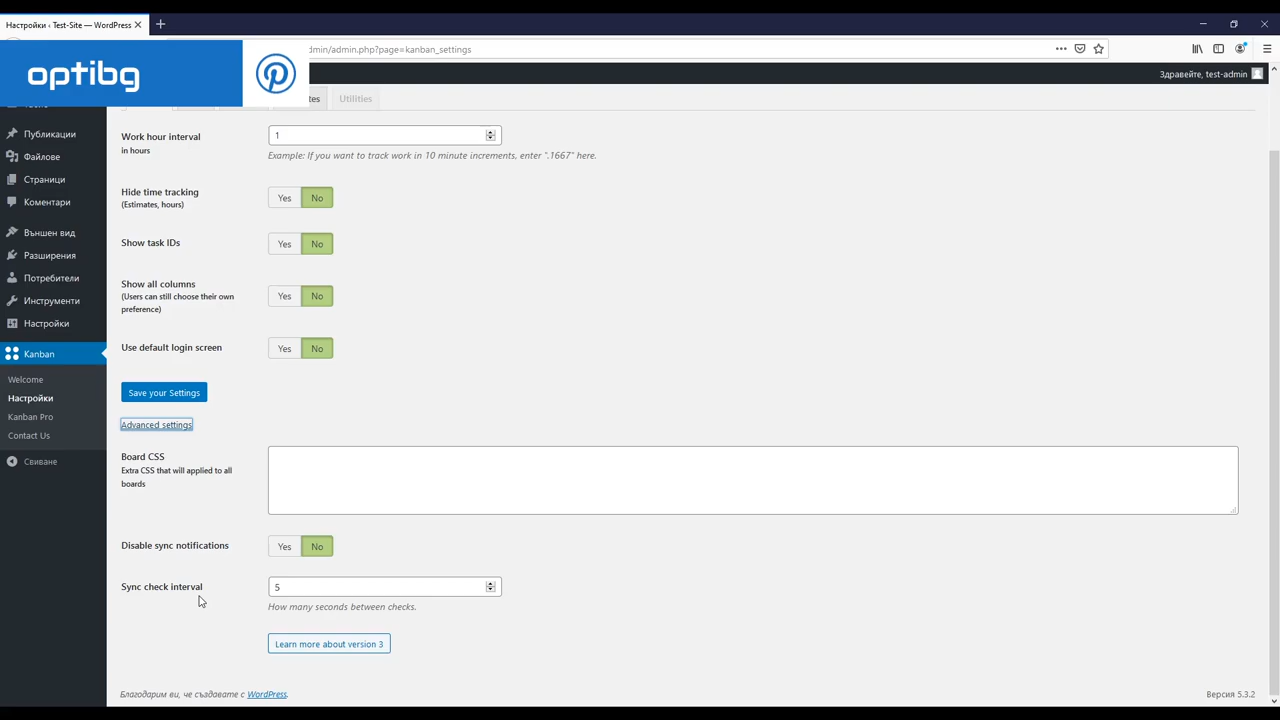 Настройки ‹ Test-Site — WordPress
optibg
dmin/admin.php?page=kanban_settings
Здравейте, test-admin
Utilities
Публикации
Файлове
Страници
Коментари
Външен вид
Разширения
Потребители
Инструменти
Настройки
Kanban
Welcome
Настройки
Kanban Pro
Contact Us
Свиване
Work hour interval
in hours
1
Example: If you want to track work in 10 minute increments, enter ".1667" here.
Hide time tracking
(Estimates, hours)
Yes No
Show task IDs
Yes No
Show all columns
(Users can still choose their own
preference)
Yes No
Use default login screen
Yes No
Save your Settings
Advanced settings
Board CSS
Extra CSS that will applied to all
boards
Disable sync notifications
Yes No
Sync check interval
5
How many seconds between checks.
Learn more about version 3
Благодарим ви, че създавате с WordPress.
Версия 5.3.2